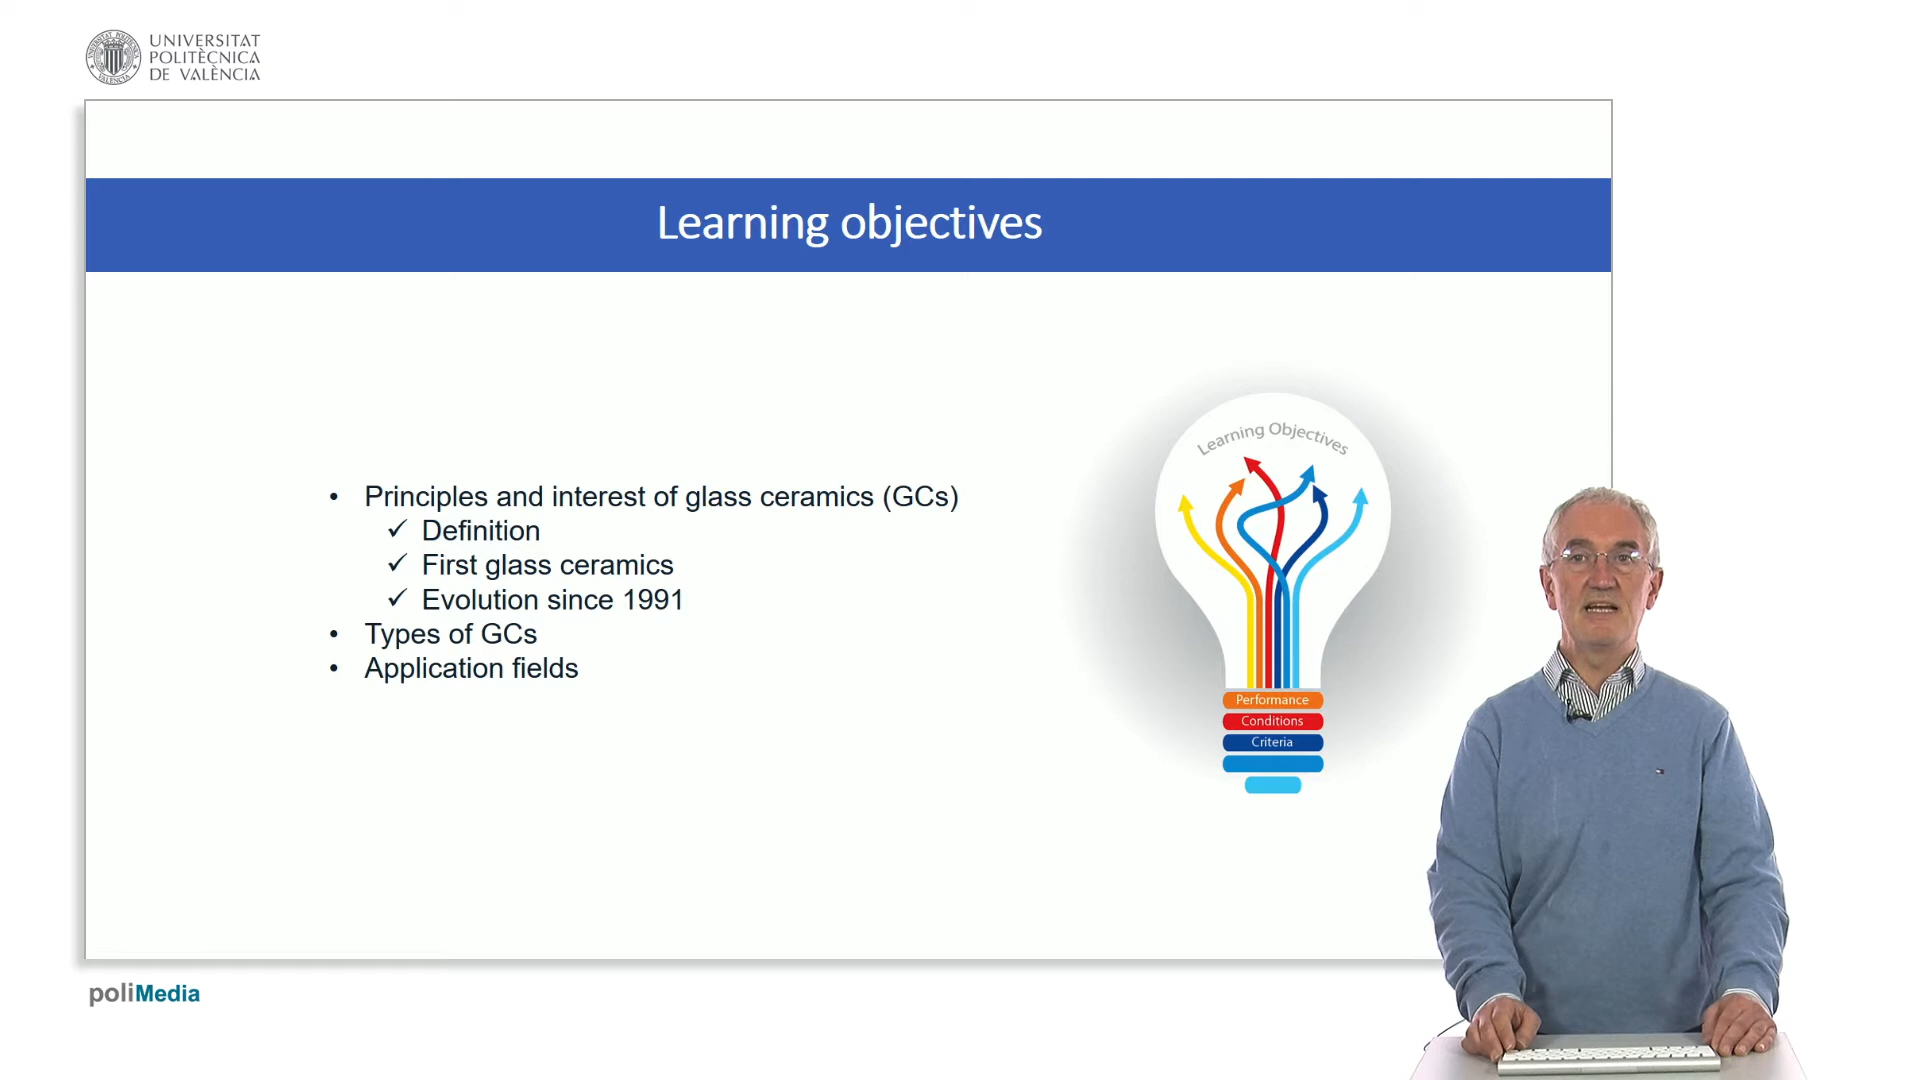 UNIVERSITAT
POLITÈCNICA
DE VALÈNCIA
Learning objectives
• Principles and interest of glass ceramics (GCs)
✓ Definition
✓ First glass ceramics
✓ Evolution since 1991
• Types of GCs
• Application fields
Learning Objectives
Performance
Conditions
Criteria
poliMedia